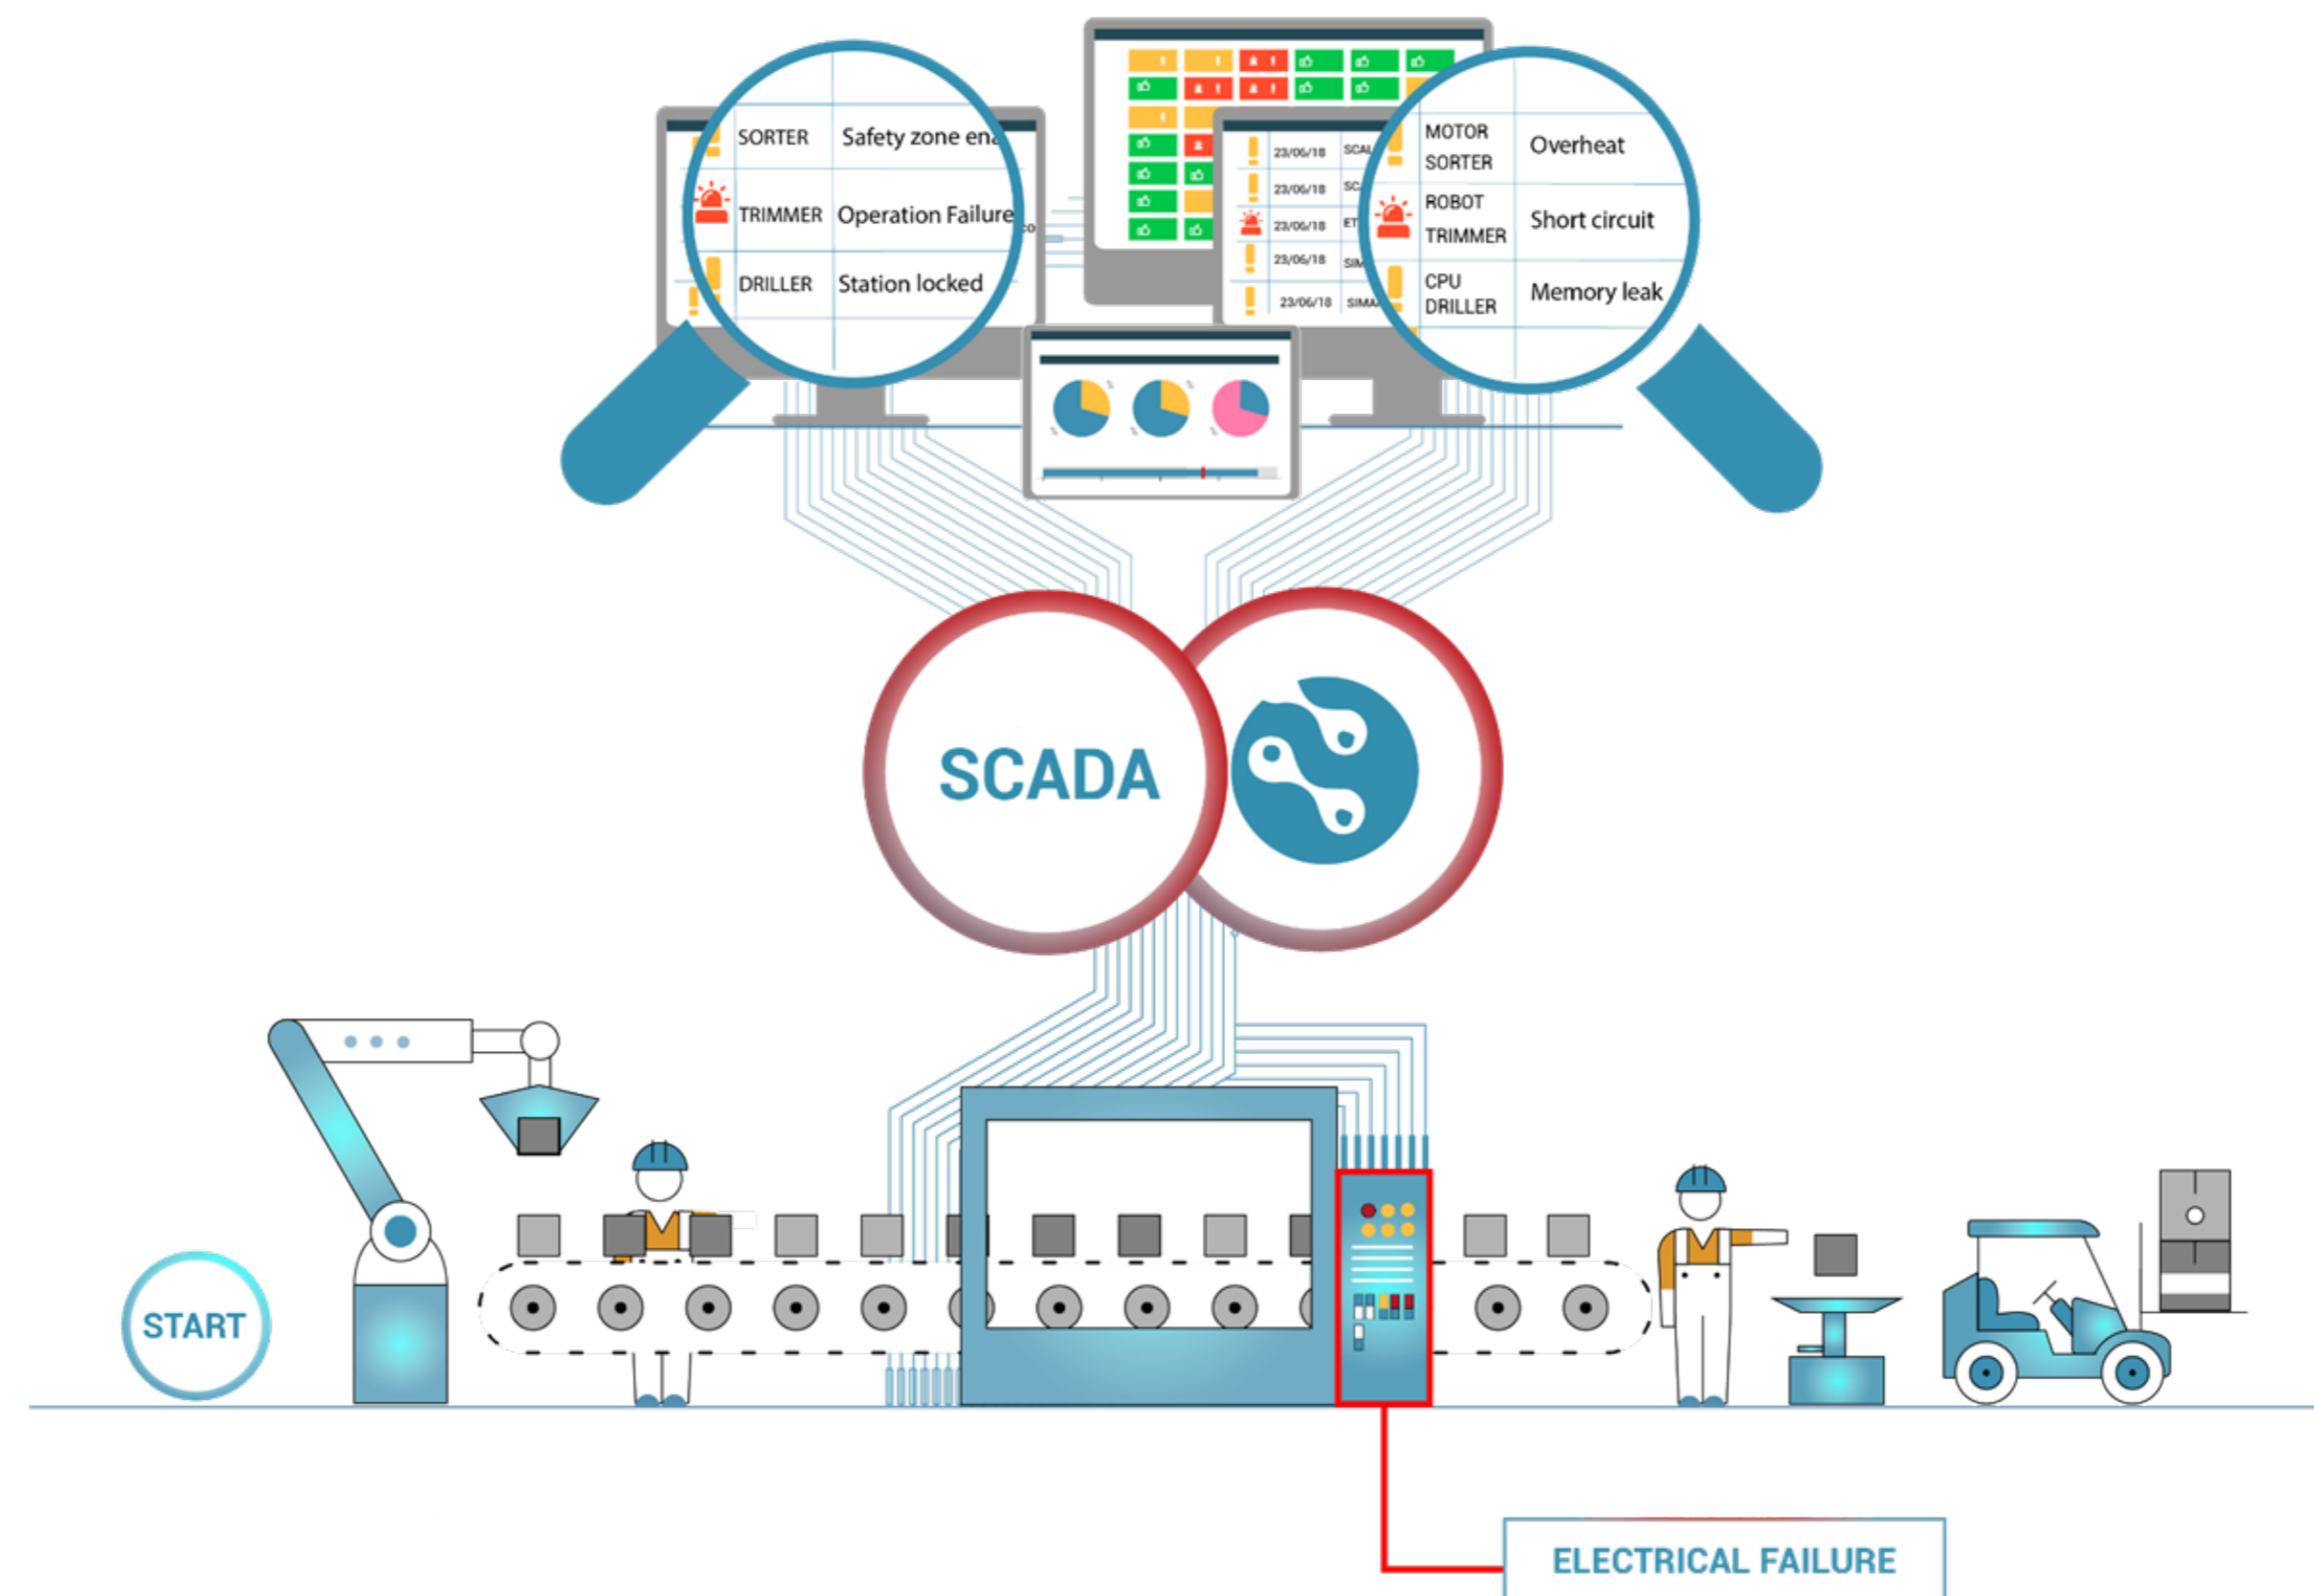 SORTER Safety zone
TRIMMER Operation Failure
DRILLER Station locked
23/06/18
23/06/18
23/06/18
23/06/18
23/06/18
MOTOR
SORTER Overheat
ROBOT
TRIMMER Short circuit
CPU
DRILLER Memory leak
SCADA
START
ELECTRICAL FAILURE